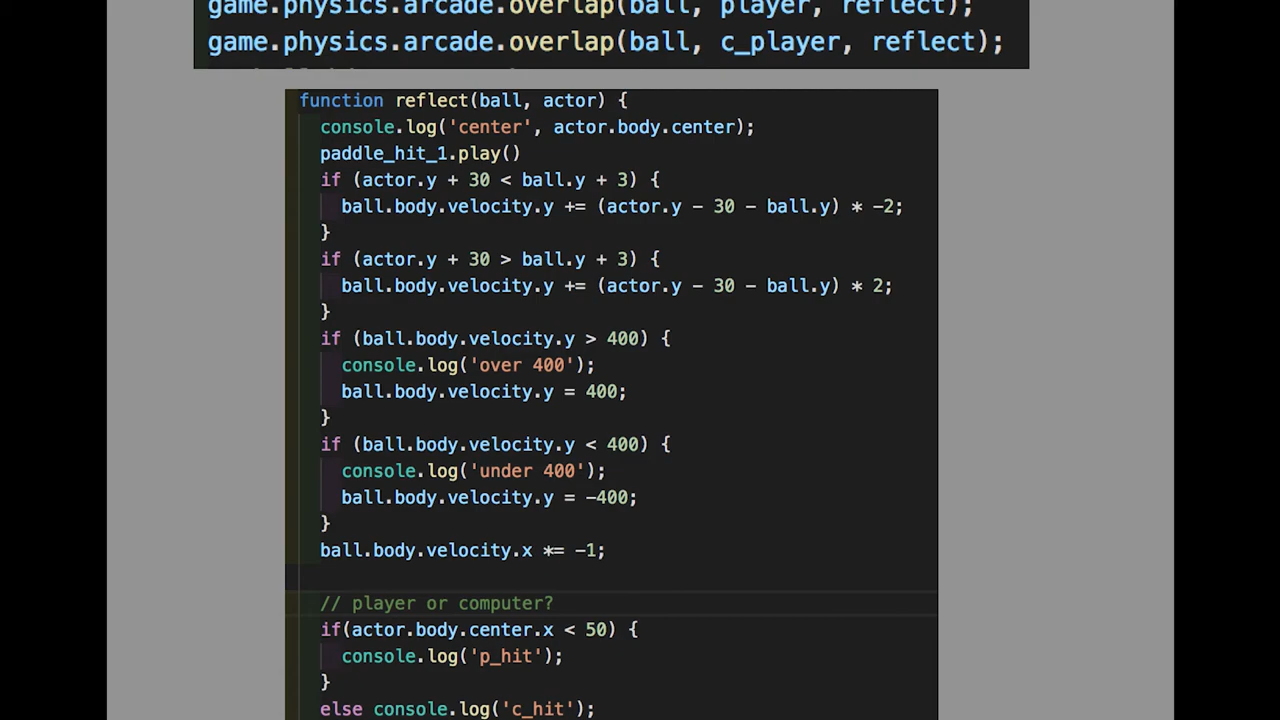 game.physics.arcade.overlap(ball, player, reflect);
game.physics.arcade.overlap(ball, c_player, reflect);
function reflect(ball, actor) {
  console.log('center', actor.body.center);
  paddle_hit_1.play()
  if (actor.y + 30 < ball.y + 3) {
    ball.body.velocity.y += (actor.y - 30 - ball.y) * -2;
  }
  if (actor.y + 30 > ball.y + 3) {
    ball.body.velocity.y += (actor.y - 30 - ball.y) * 2;
  }
  if (ball.body.velocity.y > 400) {
    console.log('over 400');
    ball.body.velocity.y = 400;
  }
  if (ball.body.velocity.y < 400) {
    console.log('under 400');
    ball.body.velocity.y = -400;
  }
  ball.body.velocity.x *= -1;
  // player or computer?
  if(actor.body.center.x < 50) {
    console.log('p_hit');
  }
  else console.log('c_hit');